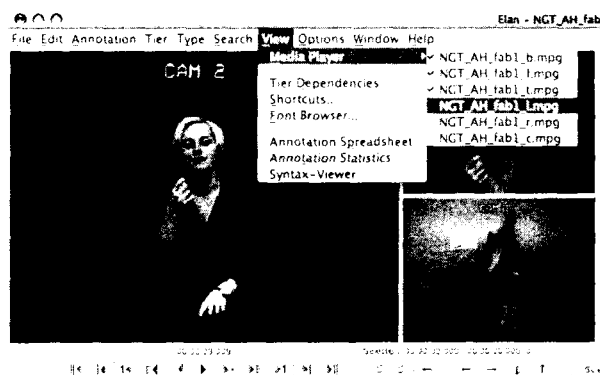 Elan - NGT_AH_fab
File Edit Annotation Tier Type Search View Options Window Help
CAM 2
Media Player
Tier Dependencies
Shortcuts...
Font Browser...
Annotation Spreadsheet
Annotation Statistics
Syntax-Viewer
NGT_AH_fab1_b.mpg
NGT_AH_fab1_f.mpg
NGT_AH_fab1_t.mpg
NGT_AH_fab1_l.mpg
NGT_AH_fab1_r.mpg
NGT_AH_fab1_c.mpg